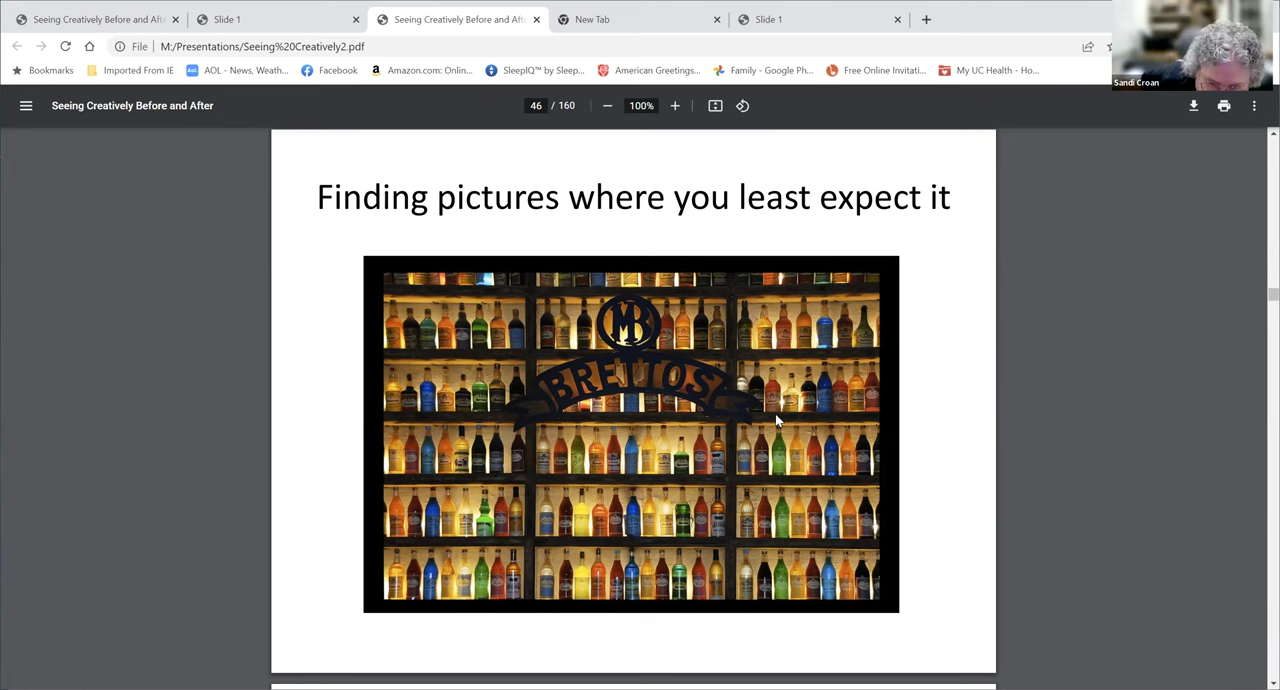 Seeing Creatively Before and Afte
Slide 1
Seeing Creatively Before and Afte
New Tab
Slide 1
File
M:/Presentations/Seeing%20Creatively2.pdf
Bookmarks
Imported From IE
AOL - News, Weath...
Facebook
Amazon.com: Onlin...
SleepIQ™ by Sleep...
American Greetings...
Family - Google Ph...
Free Online Invitati...
My UC Health - Ho...
Sandi Croan
Seeing Creatively Before and After
46 / 160
100%
Finding pictures where you least expect it
MB
BRETTOS